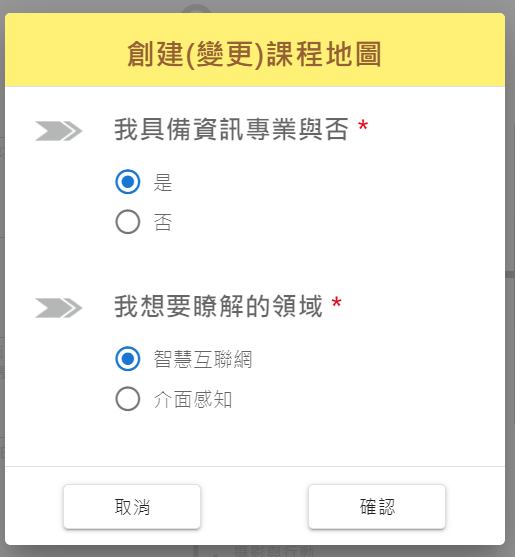 創建(變更)課程地圖
我具備資訊專業與否 *
是
否
我想要瞭解的領域 *
智慧互聯網
介面感知
取消
確認